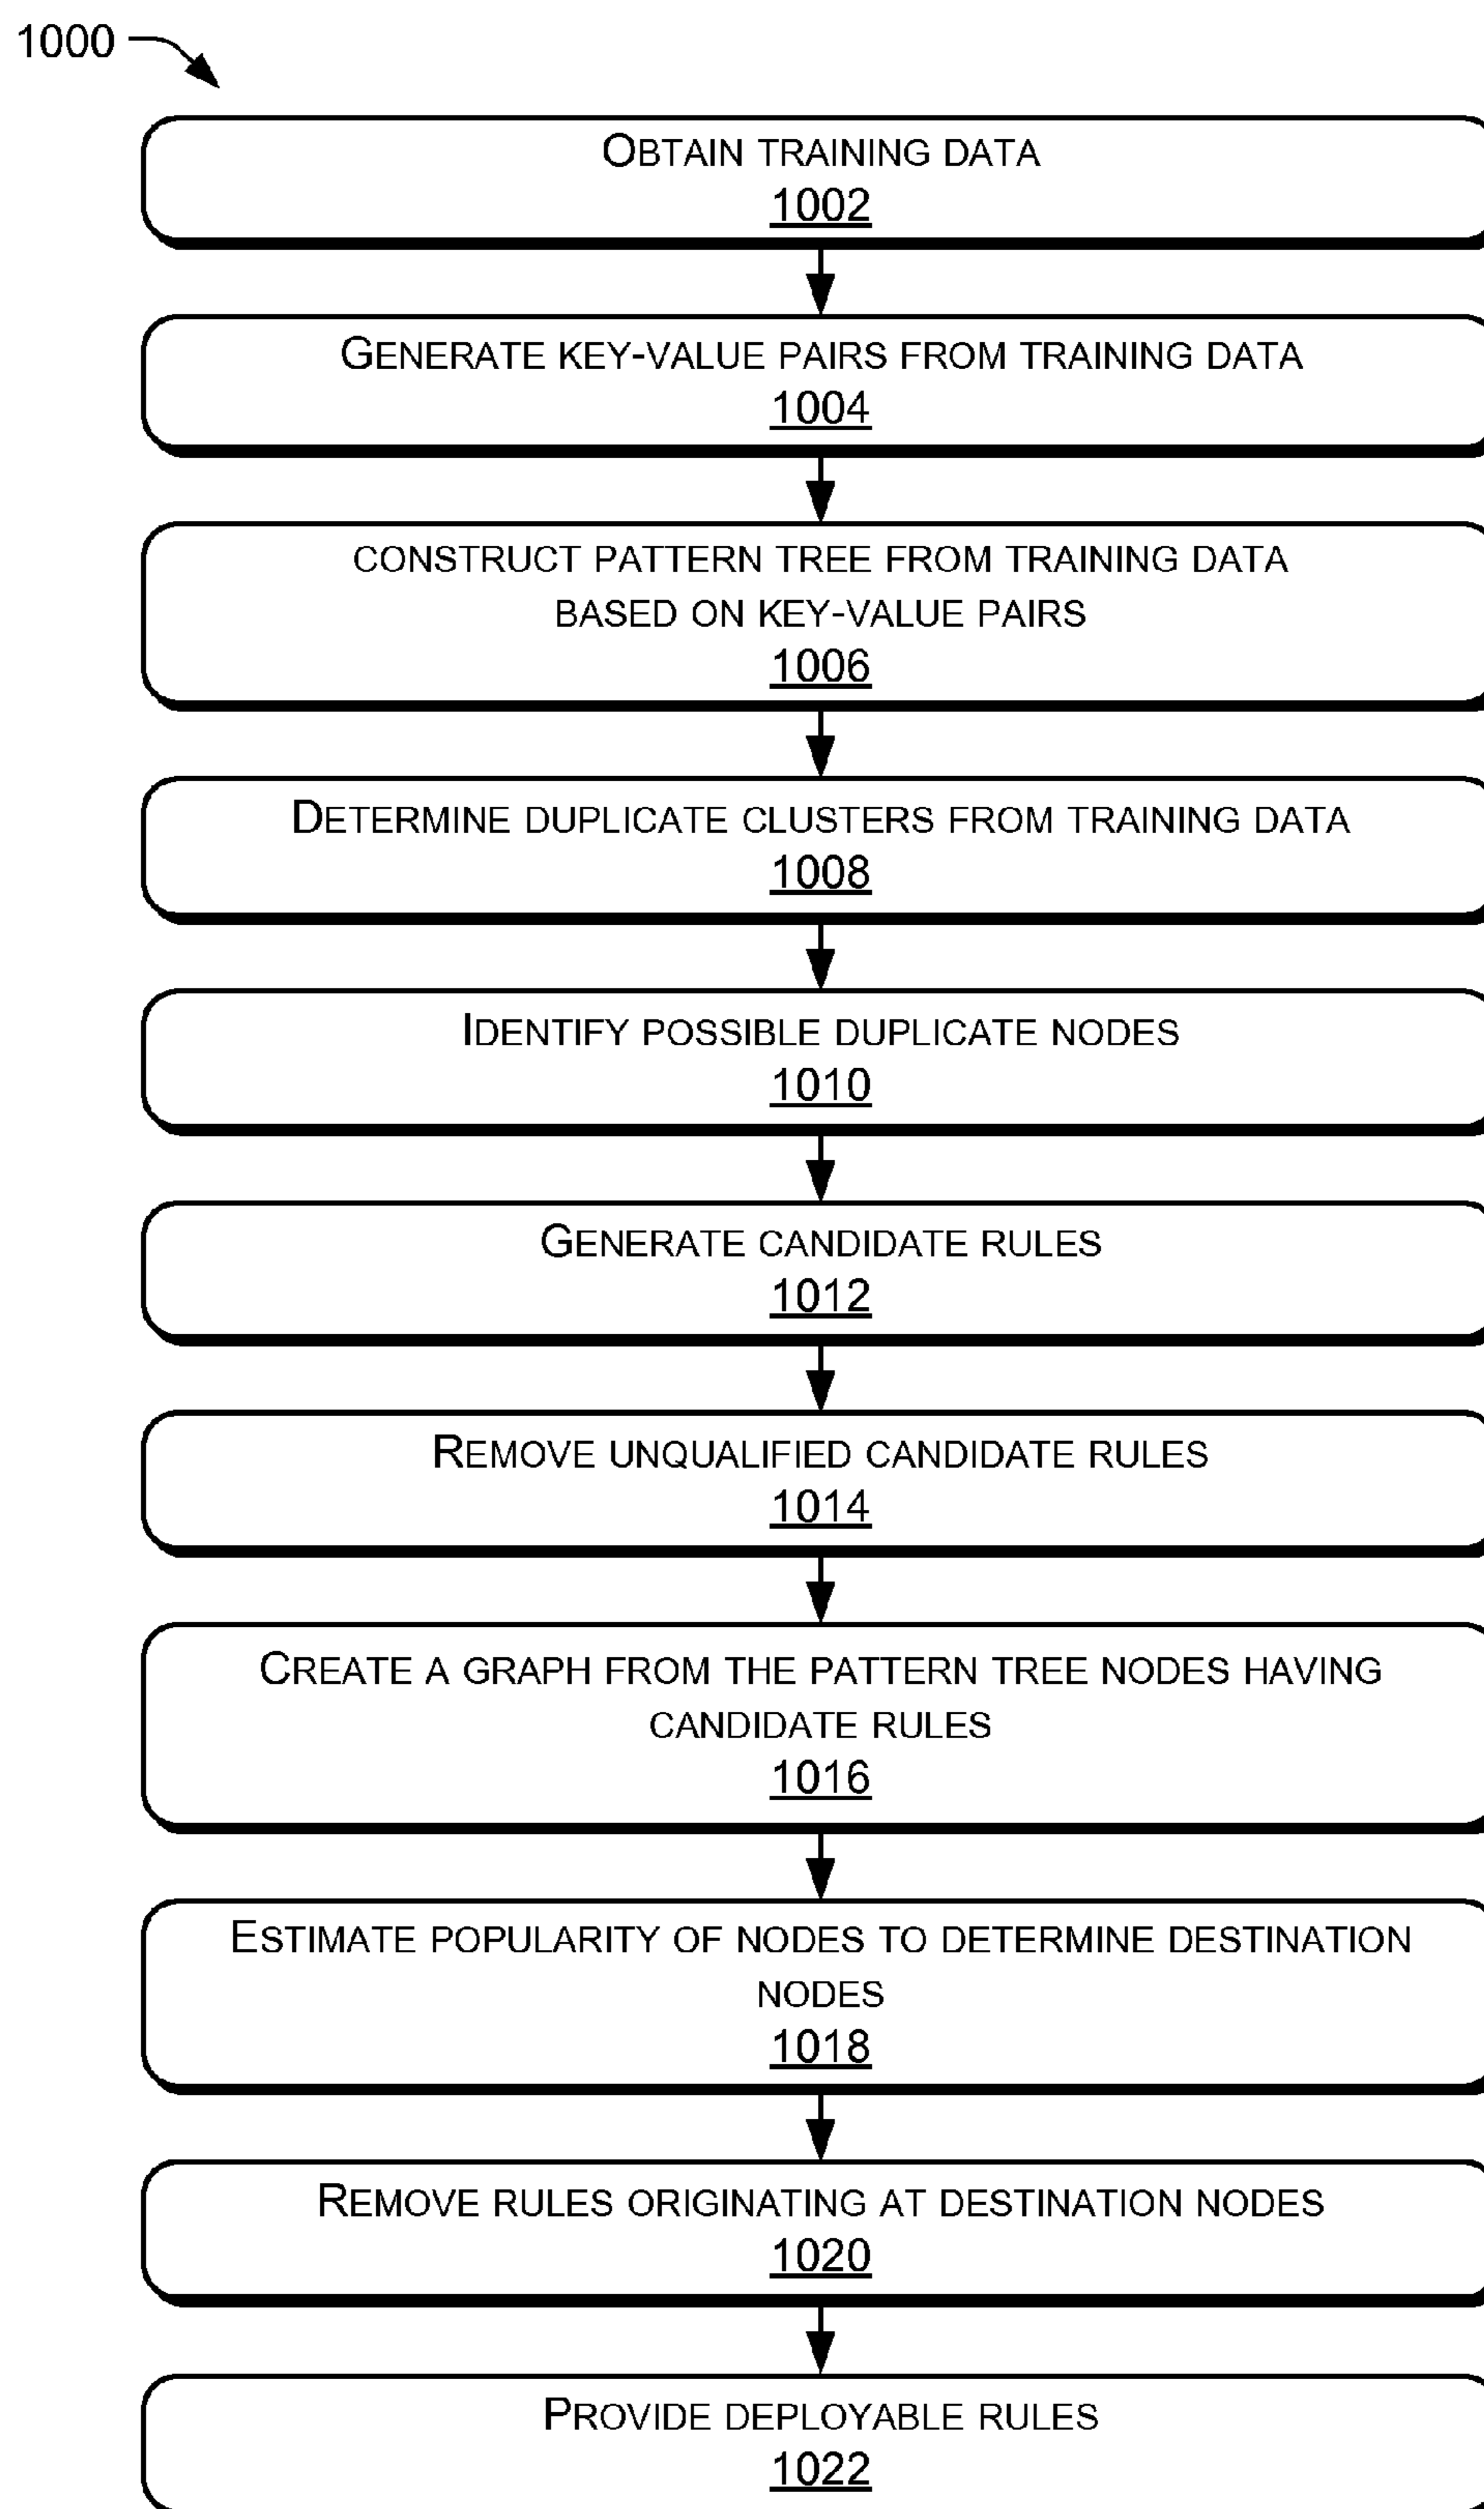 1000
OBTAIN TRAINING DATA
1002
GENERATE KEY-VALUE PAIRS FROM TRAINING DATA
1004
CONSTRUCT PATTERN TREE FROM TRAINING DATA
BASED ON KEY-VALUE PAIRS
1006
DETERMINE DUPLICATE CLUSTERS FROM TRAINING DATA
1008
IDENTIFY POSSIBLE DUPLICATE NODES
1010
GENERATE CANDIDATE RULES
1012
REMOVE UNQUALIFIED CANDIDATE RULES
1014
CREATE A GRAPH FROM THE PATTERN TREE NODES HAVING
CANDIDATE RULES
1016
ESTIMATE POPULARITY OF NODES TO DETERMINE DESTINATION
NODES
1018
REMOVE RULES ORIGINATING AT DESTINATION NODES
1020
PROVIDE DEPLOYABLE RULES
1022